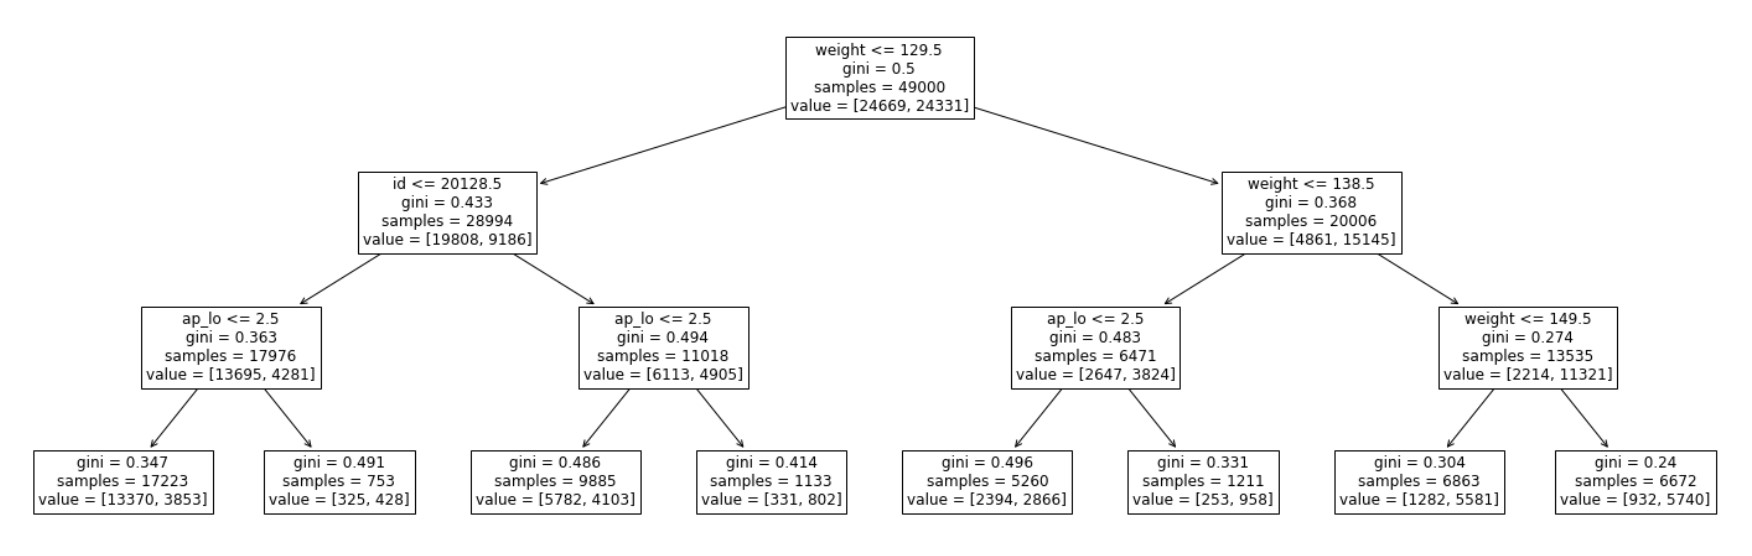 weight <= 129.5
gini = 0.5
samples = 49000
value = [24669, 24331]
id <= 20128.5
gini = 0.433
samples = 28994
value = [19808, 9186]
weight <= 138.5
gini = 0.368
samples = 20006
value = [4861, 15145]
ap_lo <= 2.5
gini = 0.363
samples = 17976
value = [13695, 4281]
ap_lo <= 2.5
gini = 0.494
samples = 11018
value = [6113, 4905]
ap_lo <= 2.5
gini = 0.483
samples = 6471
value = [2647, 3824]
weight <= 149.5
gini = 0.274
samples = 13535
value = [2214, 11321]
gini = 0.347
samples = 17223
value = [13370, 3853]
gini = 0.491
samples = 753
value = [325, 428]
gini = 0.486
samples = 9885
value = [5782, 4103]
gini = 0.414
samples = 1133
value = [331, 802]
gini = 0.496
samples = 5260
value = [2394, 2866]
gini = 0.331
samples = 1211
value = [253, 958]
gini = 0.304
samples = 6863
value = [1282, 5581]
gini = 0.24
samples = 6672
value = [932, 5740]